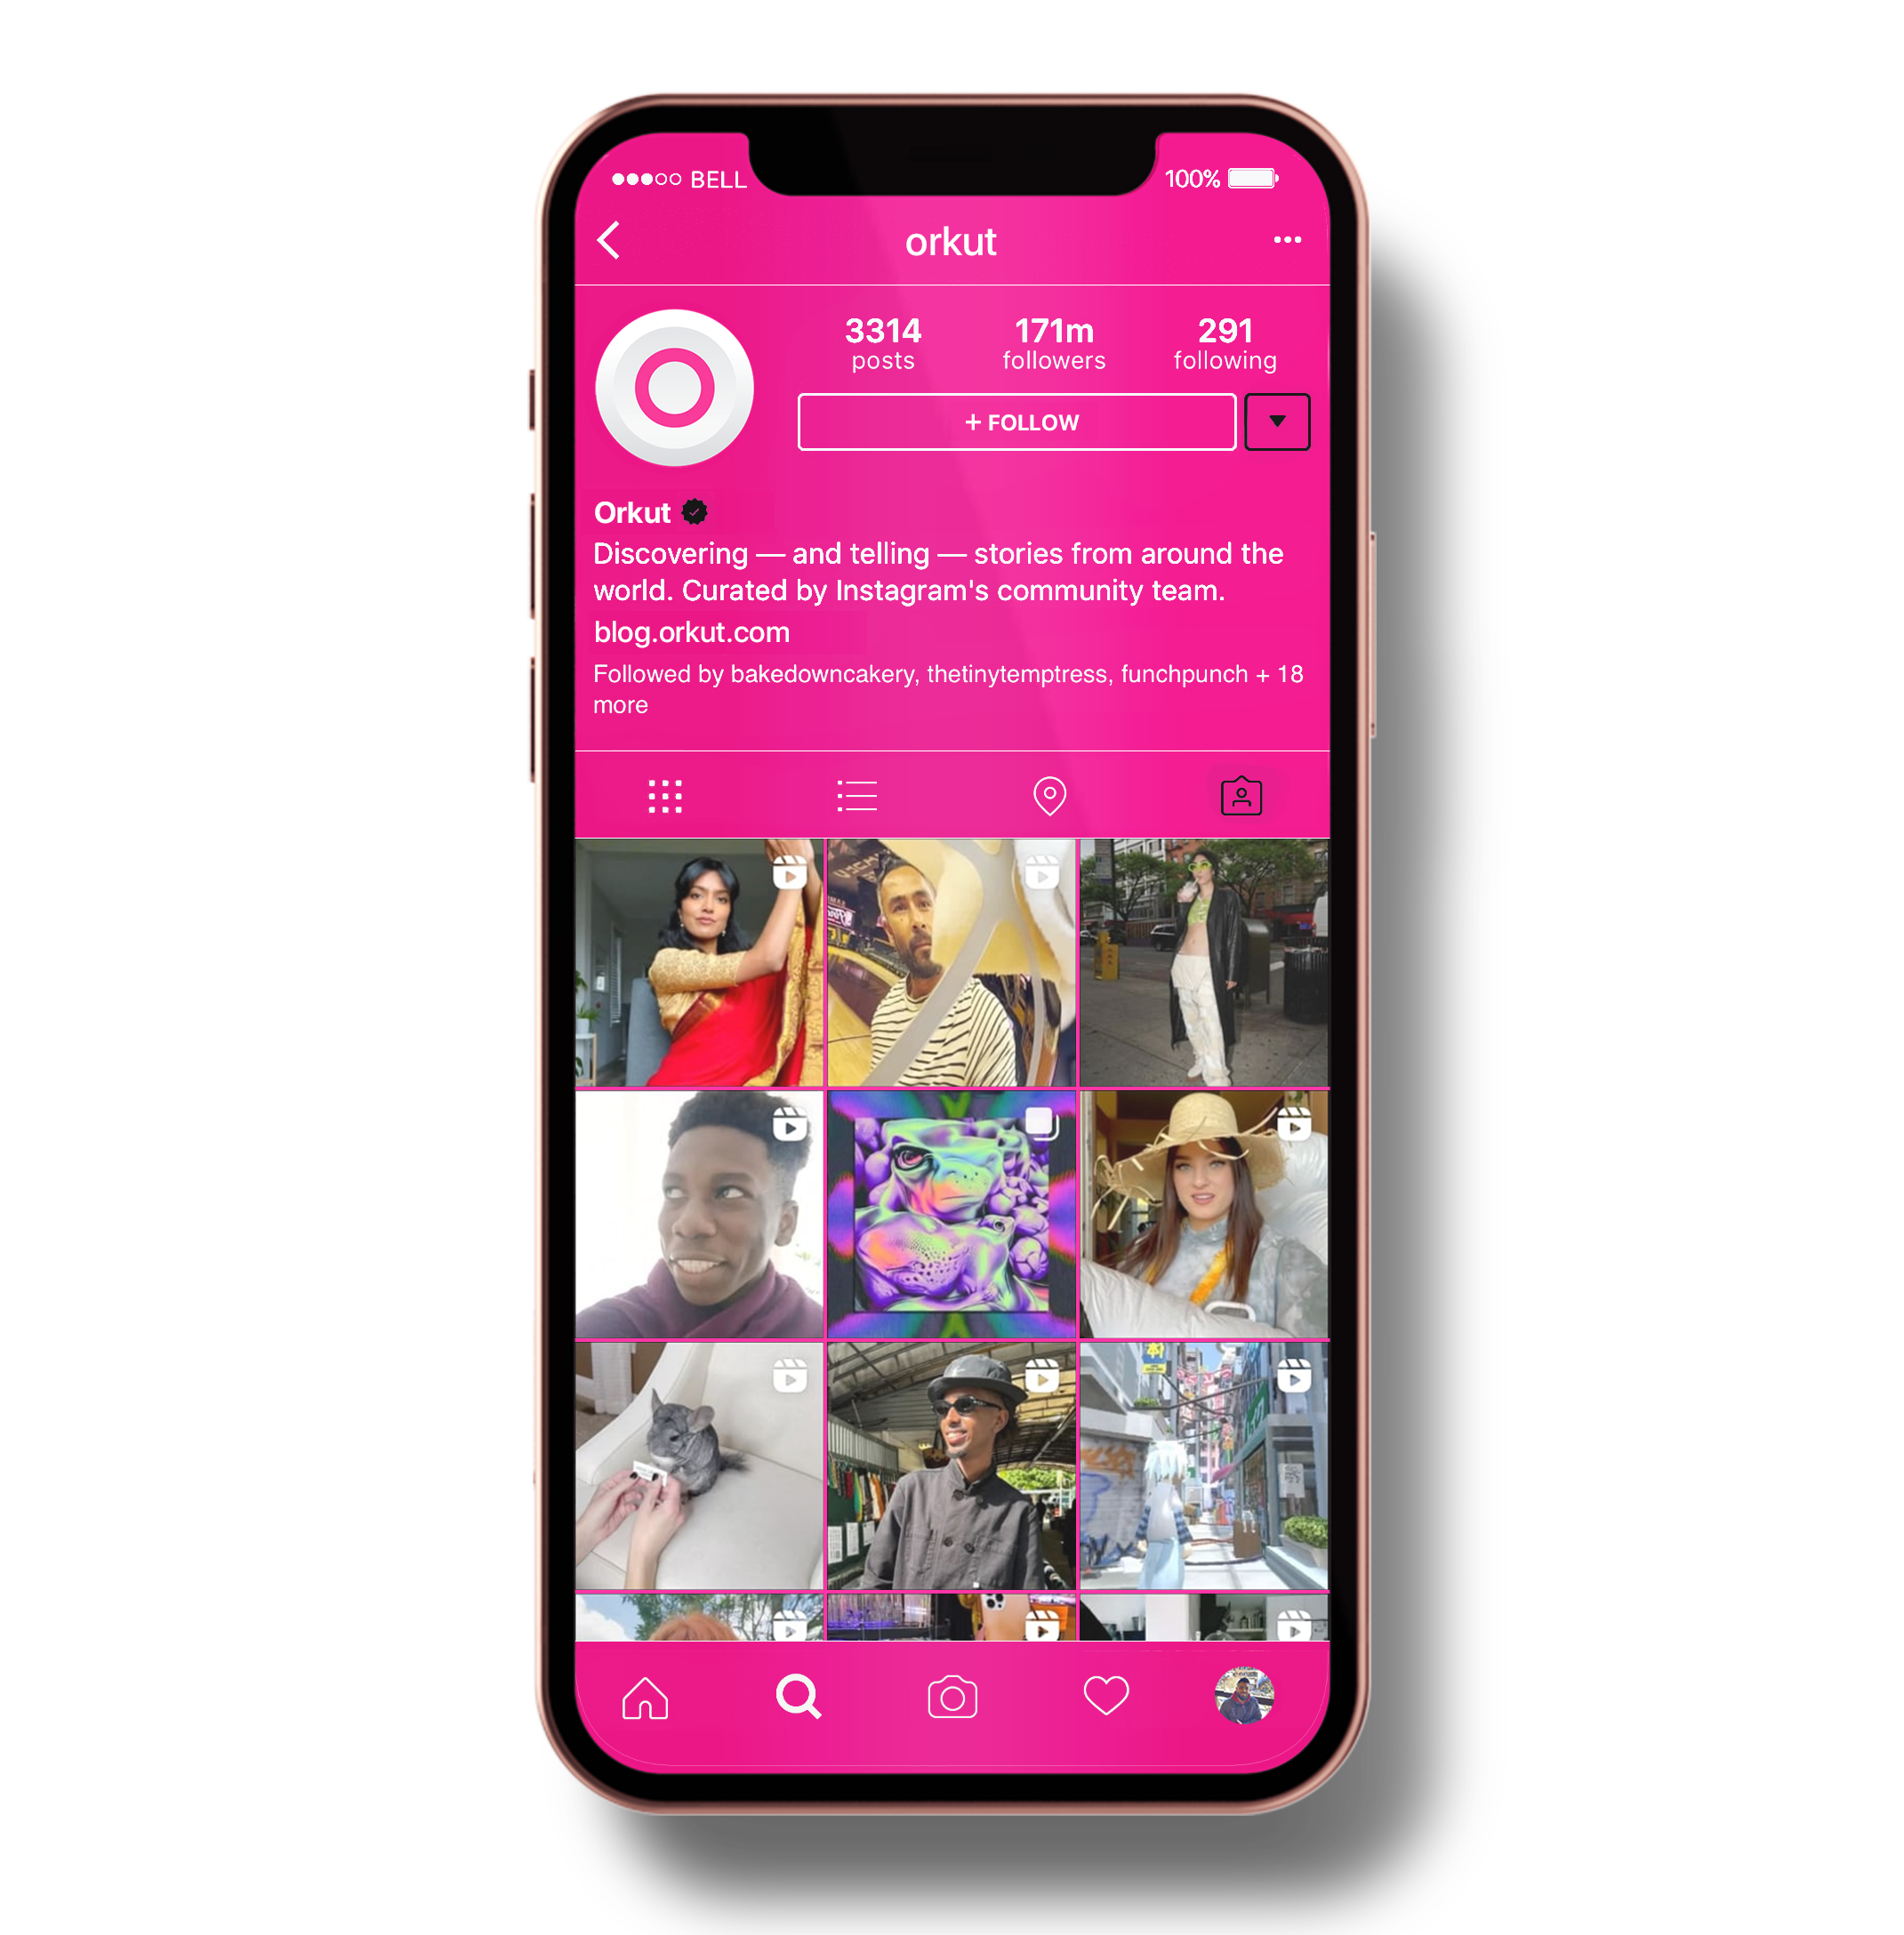 BELL
100%
orkut
3314
171m
291
posts
followers
following
+ FOLLOW
Orkut
Discovering — and telling — stories from around the
world. Curated by Instagram's community team.
blog.orkut.com
Followed by bakedowncakery, thetinytemptress, funchpunch + 18
more